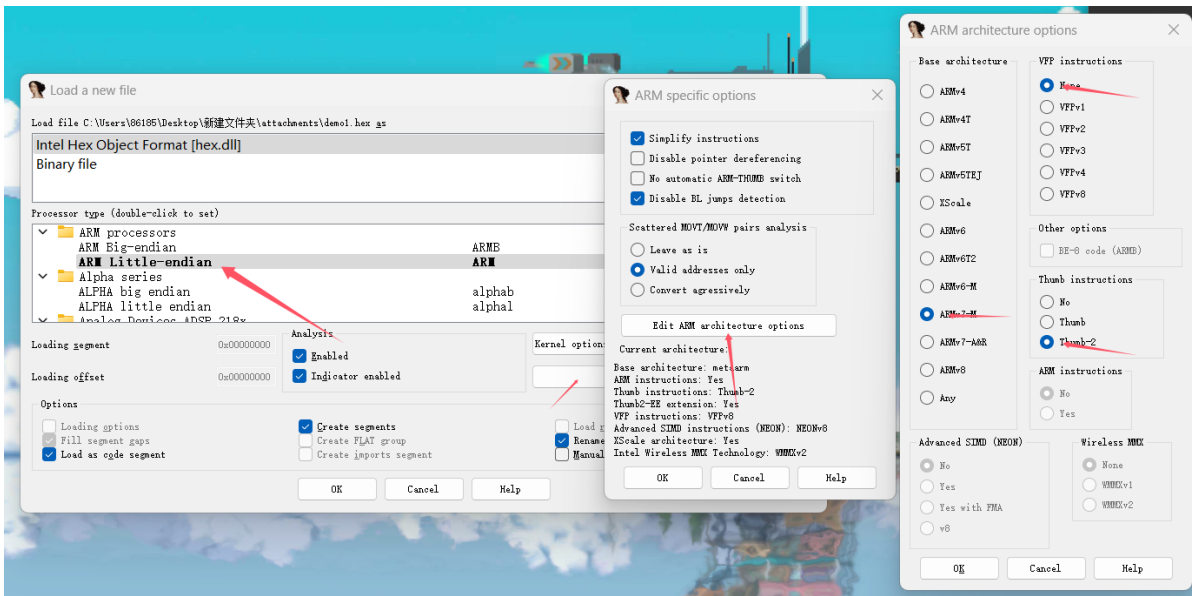 Load a new file
Load file C:\Users\86185\Desktop\新建文件夹\attachments\demo1.hex as
Intel Hex Object Format [hex.dll]
Binary file
Processor type (double-click to set)
ARM processors
ARM Big-endian ARMB
ARM Little-endian ARM
Alpha series
ALPHA big endian alphab
ALPHA little endian alphal
Analog Devices ADSP 218x
Loading segment 0x00000000
Loading offset 0x00000000
Analysis
Enabled
Indicator enabled
Kernel option
Options
Loading options
Fill segment gaps
Load as code segment
Create segments
Create FLAT group
Create imports segment
Load
Rename
Manual
OK Cancel Help
ARM specific options
Simplify instructions
Disable pointer dereferencing
No automatic ARM-THUMB switch
Disable BL jumps detection
Scattered MOVT/MOVW pairs analysis
Leave as is
Valid addresses only
Convert agressively
Edit ARM architecture options
Current architecture:
Base architecture: metaarm
ARM instructions: Yes
Thumb instructions: Thumb-2
Thumb2-EE extension: Yes
VFP instructions: VFPv8
Advanced SIMD instructions (NEON): NEONv8
XScale architecture: Yes
Intel Wireless MMX Technology: WMMXv2
OK Cancel Help
ARM architecture options
Base architecture
ARMv4
ARMv4T
ARMv5T
ARMv5TEJ
XScale
ARMv6
ARMv6T2
ARMv6-M
ARMv7-M
ARMv7-A&R
ARMv8
Any
VFP instructions
None
VFPv1
VFPv2
VFPv3
VFPv4
VFPv8
Other options
BE-8 code (ARMB)
Thumb instructions
No
Thumb
Thumb-2
ARM instructions
No
Yes
Advanced SIMD (NEON)
No
Yes
Yes with FMA
v8
Wireless MMX
None
WMMXv1
WMMXv2
OK Cancel Help